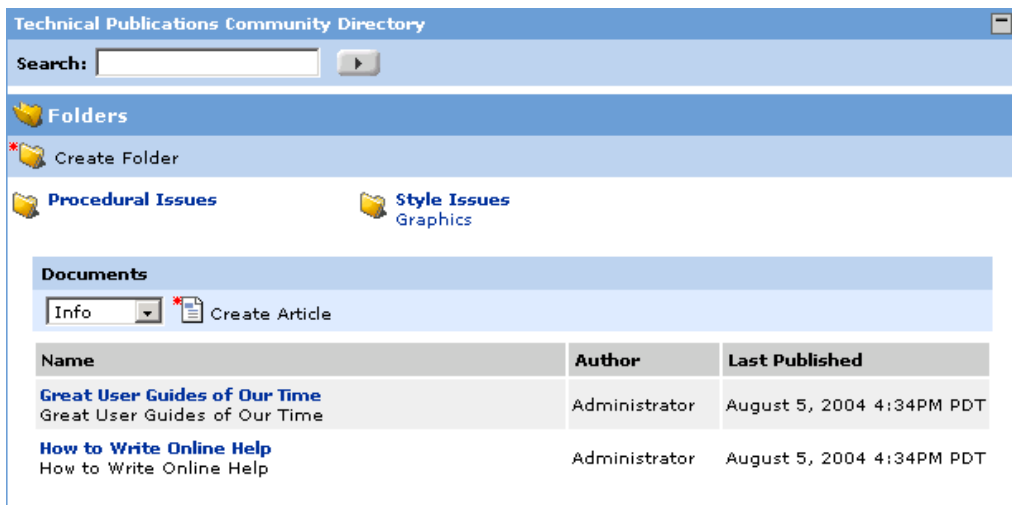 Technical Publications Community Directory
Search:
Folders
Create Folder
Procedural Issues Style Issues
Graphics
Documents
Info Create Article
Name Author Last Published
Great User Guides of Our Time
Great User Guides of Our Time Administrator August 5, 2004 4:34PM PDT
How to Write Online Help
How to Write Online Help Administrator August 5, 2004 4:34PM PDT